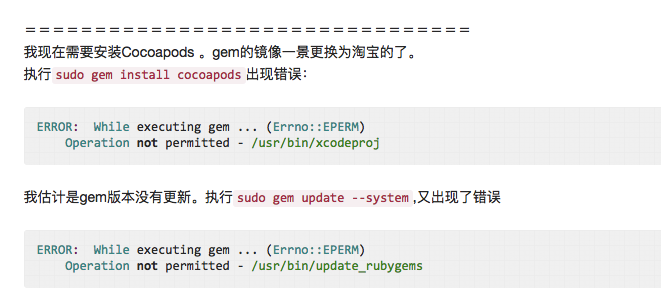 ＝＝＝＝＝＝＝＝＝＝＝＝＝＝＝＝＝＝＝＝＝＝＝＝＝＝＝＝＝＝＝＝
我现在需要安装Cocoapods 。gem的镜像一景更换为淘宝的了。
执行 sudo gem install cocoapods 出现错误：
ERROR:  While executing gem ... (Errno::EPERM)
    Operation not permitted - /usr/bin/xcodeproj
我估计是gem版本没有更新。执行 sudo gem update --system ,又出现了错误
ERROR:  While executing gem ... (Errno::EPERM)
    Operation not permitted - /usr/bin/update_rubygems